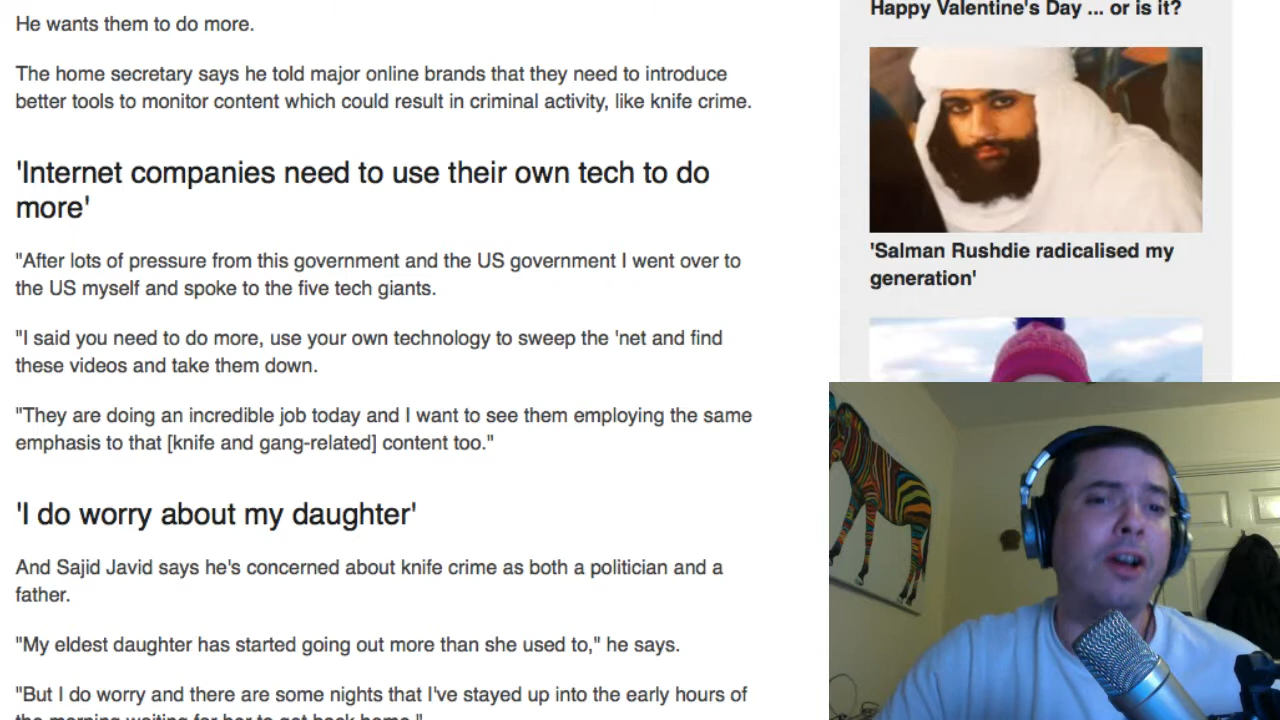 He wants them to do more.
The home secretary says he told major online brands that they need to introduce
better tools to monitor content which could result in criminal activity, like knife crime.
'Internet companies need to use their own tech to do
more'
"After lots of pressure from this government and the US government I went over to
the US myself and spoke to the five tech giants.
"I said you need to do more, use your own technology to sweep the 'net and find
these videos and take them down.
"They are doing an incredible job today and I want to see them employing the same
emphasis to that [knife and gang-related] content too."
'I do worry about my daughter'
And Sajid Javid says he's concerned about knife crime as both a politician and a
father.
"My eldest daughter has started going out more than she used to," he says.
"But I do worry and there are some nights that I've stayed up into the early hours of
the morning waiting for her to get back home."
Happy Valentine's Day ... or is it?
'Salman Rushdie radicalised my
generation'